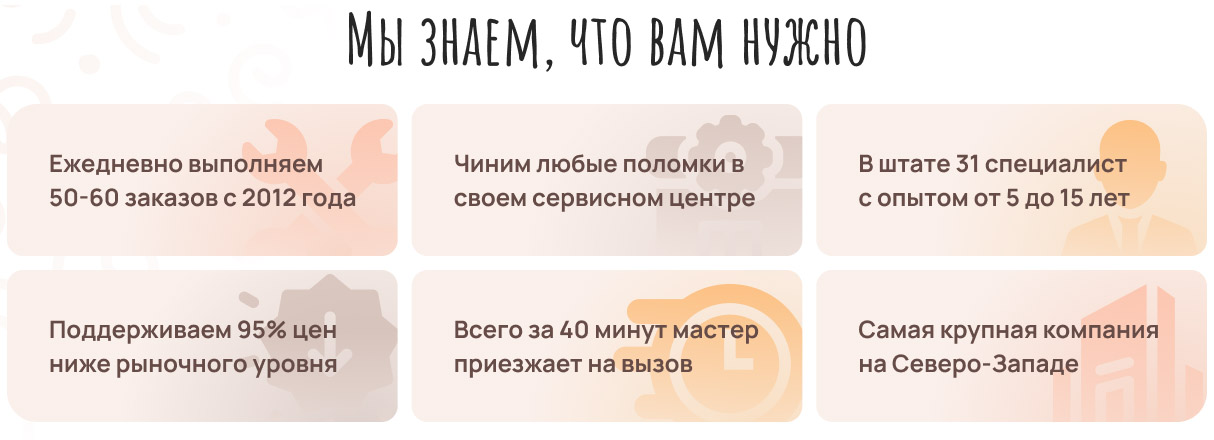 Мы знаем, что вам нужно
Ежедневно выполняем
50-60 заказов с 2012 года
Чиним любые поломки в
своем сервисном центре
В штате 31 специалист
с опытом от 5 до 15 лет
Поддерживаем 95% цен
ниже рыночного уровня
Всего за 40 минут мастер
приезжает на вызов
Самая крупная компания
на Северо-Западе